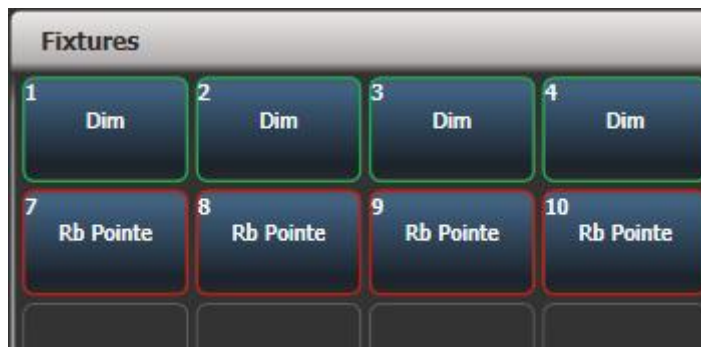 Fixtures
1 2 3 4
Dim Dim Dim Dim
7 8 9 10
Rb Pointe Rb Pointe Rb Pointe Rb Pointe